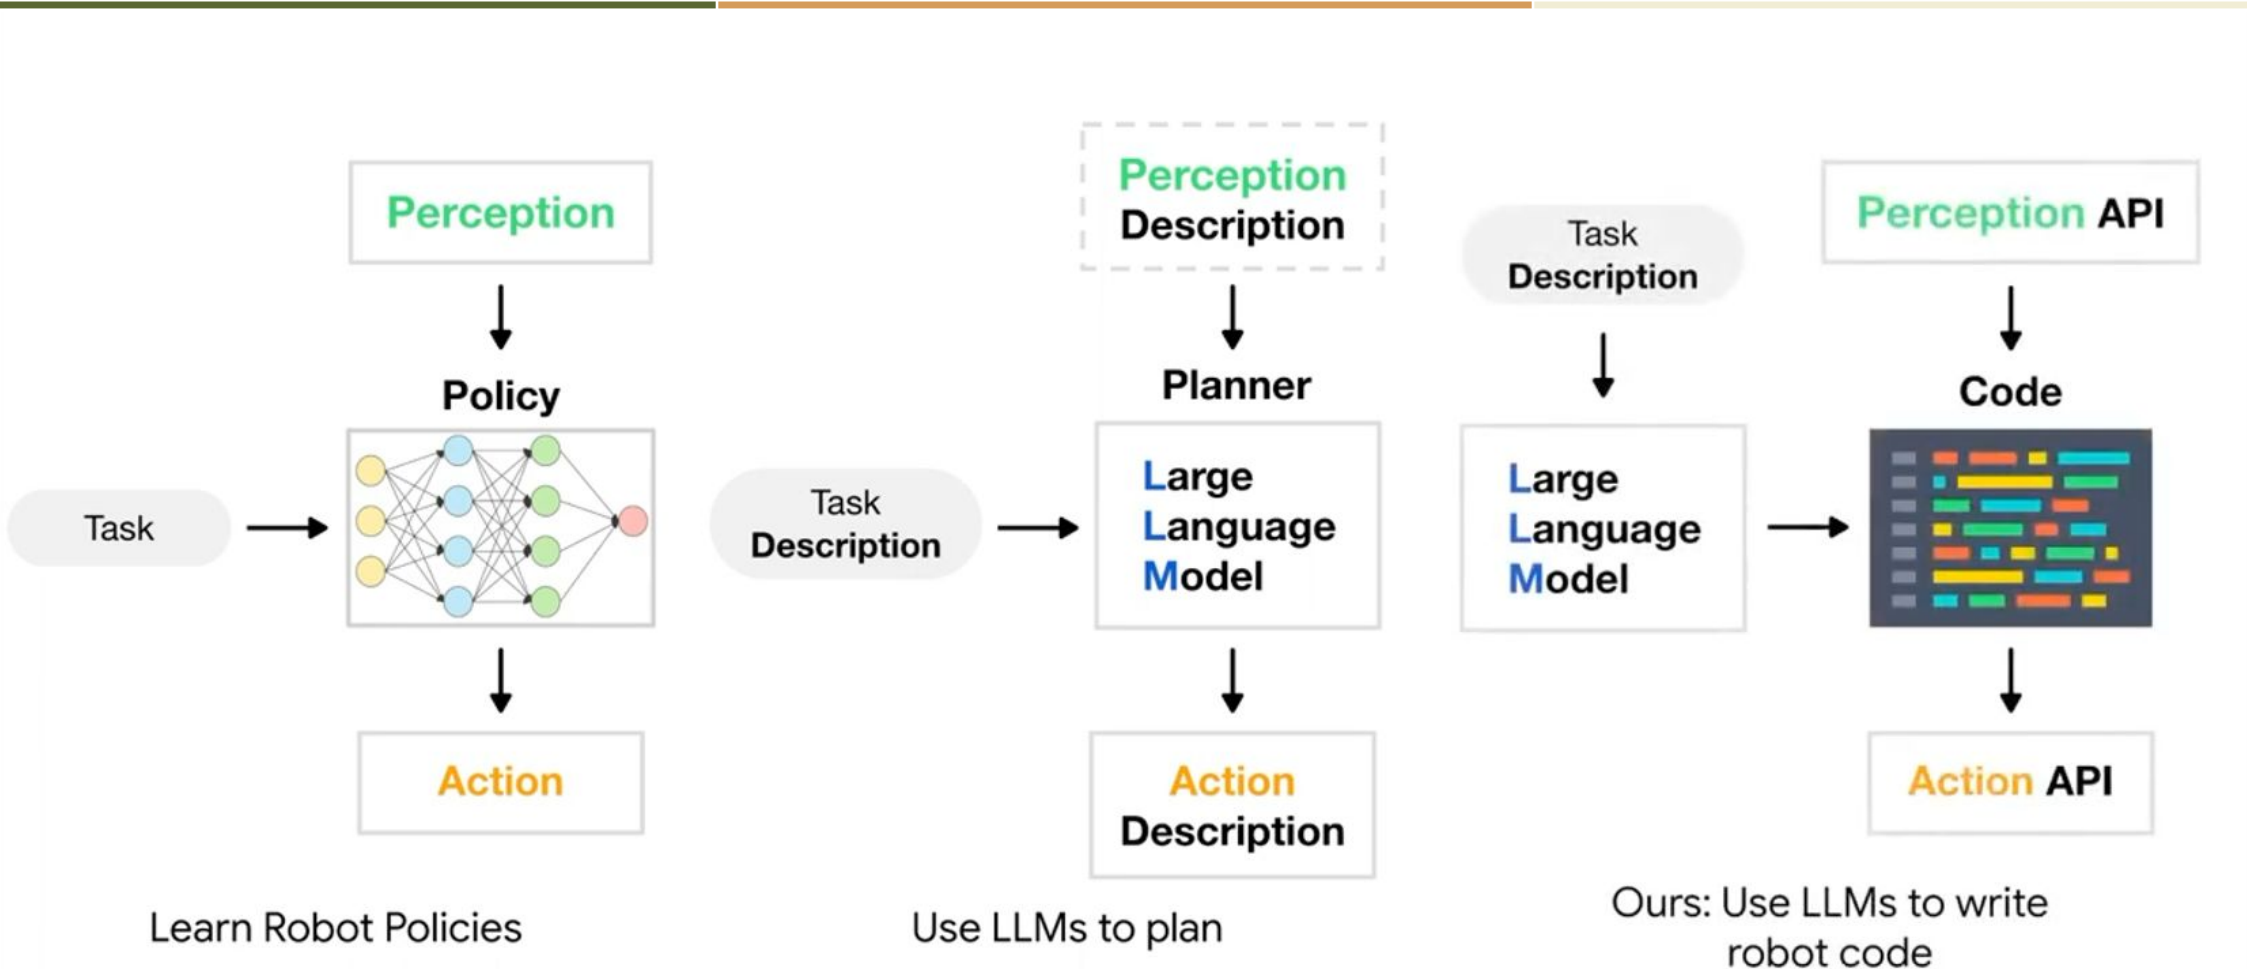 Perception
Policy
Task
Action
Learn Robot Policies
Perception
Description
Planner
Task
Description
Large
Language
Model
Action
Description
Use LLMs to plan
Task
Description
Large
Language
Model
Perception API
Code
Action API
Ours: Use LLMs to write
robot code